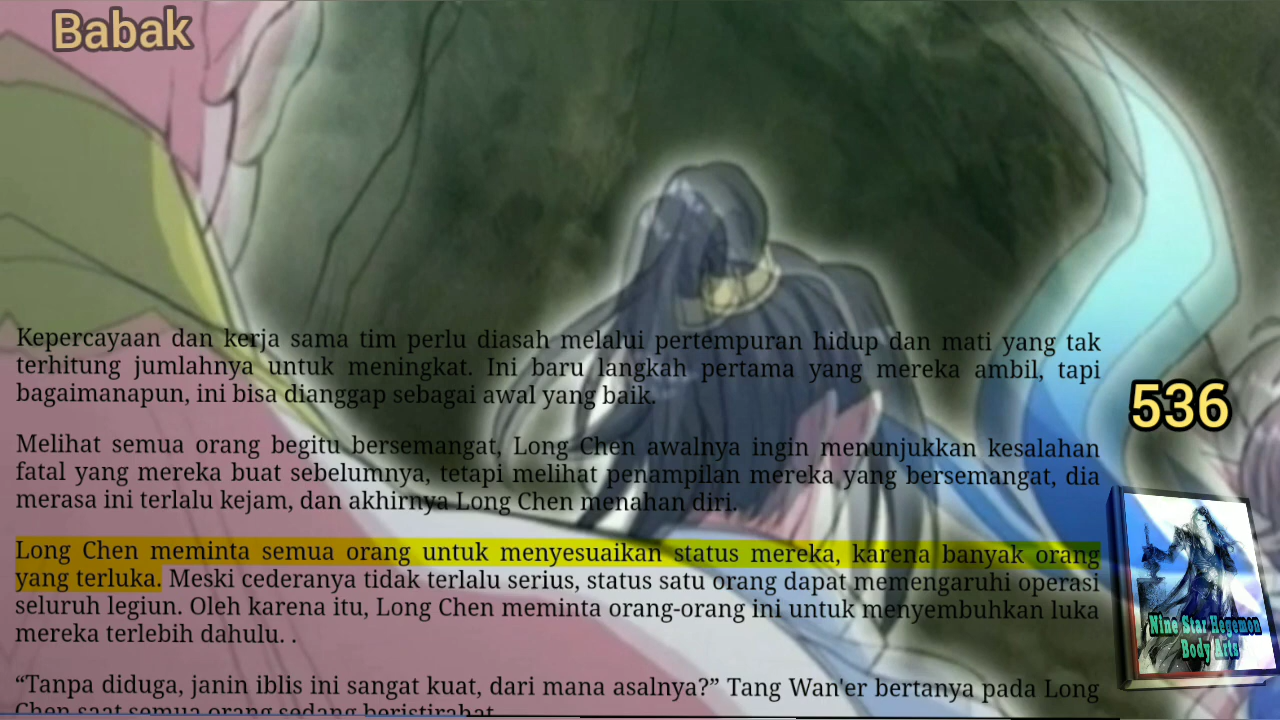 Babak
Kepercayaan dan kerja sama tim perlu diasah melalui pertempuran hidup dan mati yang tak
terhitung jumlahnya untuk meningkat. Ini baru langkah pertama yang mereka ambil, tapi
bagaimanapun, ini bisa dianggap sebagai awal yang baik.
536
Melihat semua orang begitu bersemangat, Long Chen awalnya ingin menunjukkan kesalahan
fatal yang mereka buat sebelumnya, tetapi melihat penampilan mereka yang bersemangat, dia
merasa ini terlalu kejam, dan akhirnya Long Chen menahan diri.
Long Chen meminta semua orang untuk menyesuaikan status mereka, karena banyak orang
yang terluka. Meski cederanya tidak terlalu serius, status satu orang dapat memengaruhi operasi
seluruh legiun. Oleh karena itu, Long Chen meminta orang-orang ini untuk menyembuhkan luka
mereka terlebih dahulu. .
Nine Star Hegemon
Body Arts
“Tanpa diduga, janin iblis ini sangat kuat, dari mana asalnya?” Tang Wan'er bertanya pada Long
Chen saat semua orang sedang beristirahat.